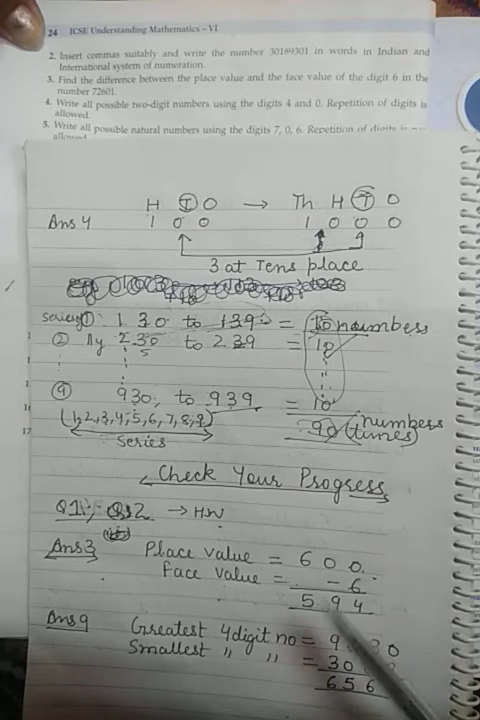 24 ICSE Understanding Mathematics – VI
2. Insert commas suitably and write the number 30189301 in words in Indian and
International system of numeration.
3. Find the difference between the place value and the face value of the digit 6 in the
number 72601.
4. Write all possible two-digit numbers using the digits 4 and 0. Repetition of digits is
allowed.
5. Write all possible natural numbers using the digits 7, 0, 6. Repetition of digits is
allowed.
H T O → Th H T O
Ans 4 1 0 0 1 0 0 0
3 at Tens place
series ① 130 to 139 = 10 numbers
② lly 230 to 239 = 10
⑨ 930 to 939 = 10
(1,2,3,4,5,6,7,8,9) 90 numbers (times)
series
Check Your Progress
Q1, Q2 → HW
Ans3 Place value = 600
Face value = - 6
594
Ans 9 Greatest 4digit no = 9
Smallest " " = 30
656